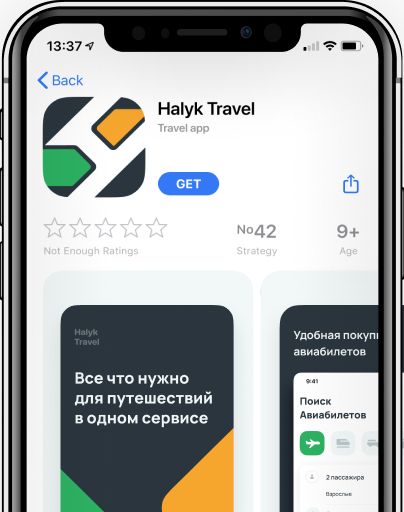 13:37
Back
Halyk Travel
Travel app
GET
No42
9+
Not Enough Ratings
Strategy
Age
Halyk
Travel
Все что нужно
для путешествий
в одном сервисе
Удобная покупк
авиабилетов
9:41
Поиск
Авиабилетов
2 пассажира
Взрослые